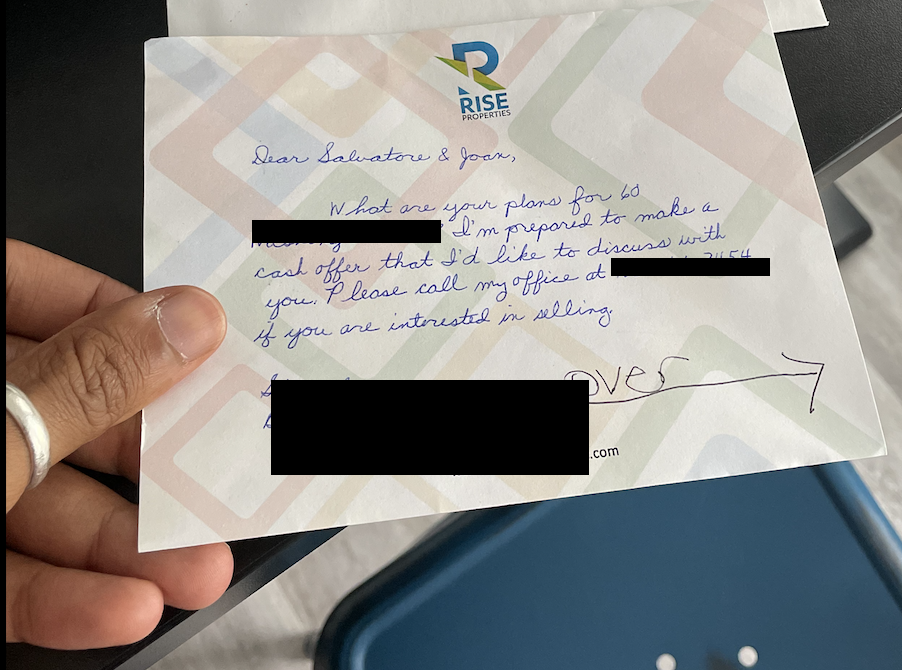 RISE
PROPERTIES
Dear Salvatore & Joan,
What are your plans for 60
I'm prepared to make a
cash offer that I'd like to discuss with
you. Please call my office at
if you are interested in selling.
over
.com